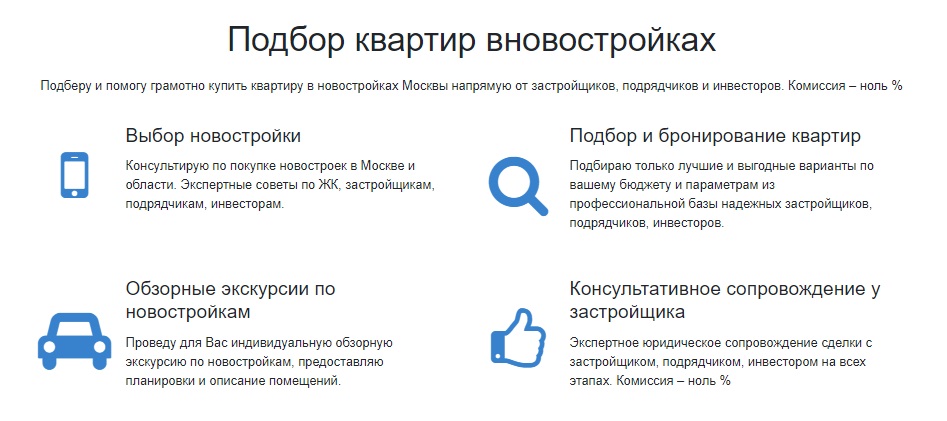 Подбор квартир вновостройках
Подберу и помогу грамотно купить квартиру в новостройках Москвы напрямую от застройщиков, подрядчиков и инвесторов. Комиссия – ноль %
Выбор новостройки
Консультирую по покупке новостроек в Москве и
области. Экспертные советы по ЖК, застройщикам,
подрядчикам, инвесторам.
Подбор и бронирование квартир
Подбираю только лучшие и выгодные варианты по
вашему бюджету и параметрам из
профессиональной базы надежных застройщиков,
подрядчиков, инвесторов.
Обзорные экскурсии по
новостройкам
Проведу для Вас индивидуальную обзорную
экскурсию по новостройкам, предоставляю
планировки и описание помещений.
Консультативное сопровождение у
застройщика
Экспертное юридическое сопровождение сделки с
застройщиком, подрядчиком, инвестором на всех
этапах. Комиссия – ноль %